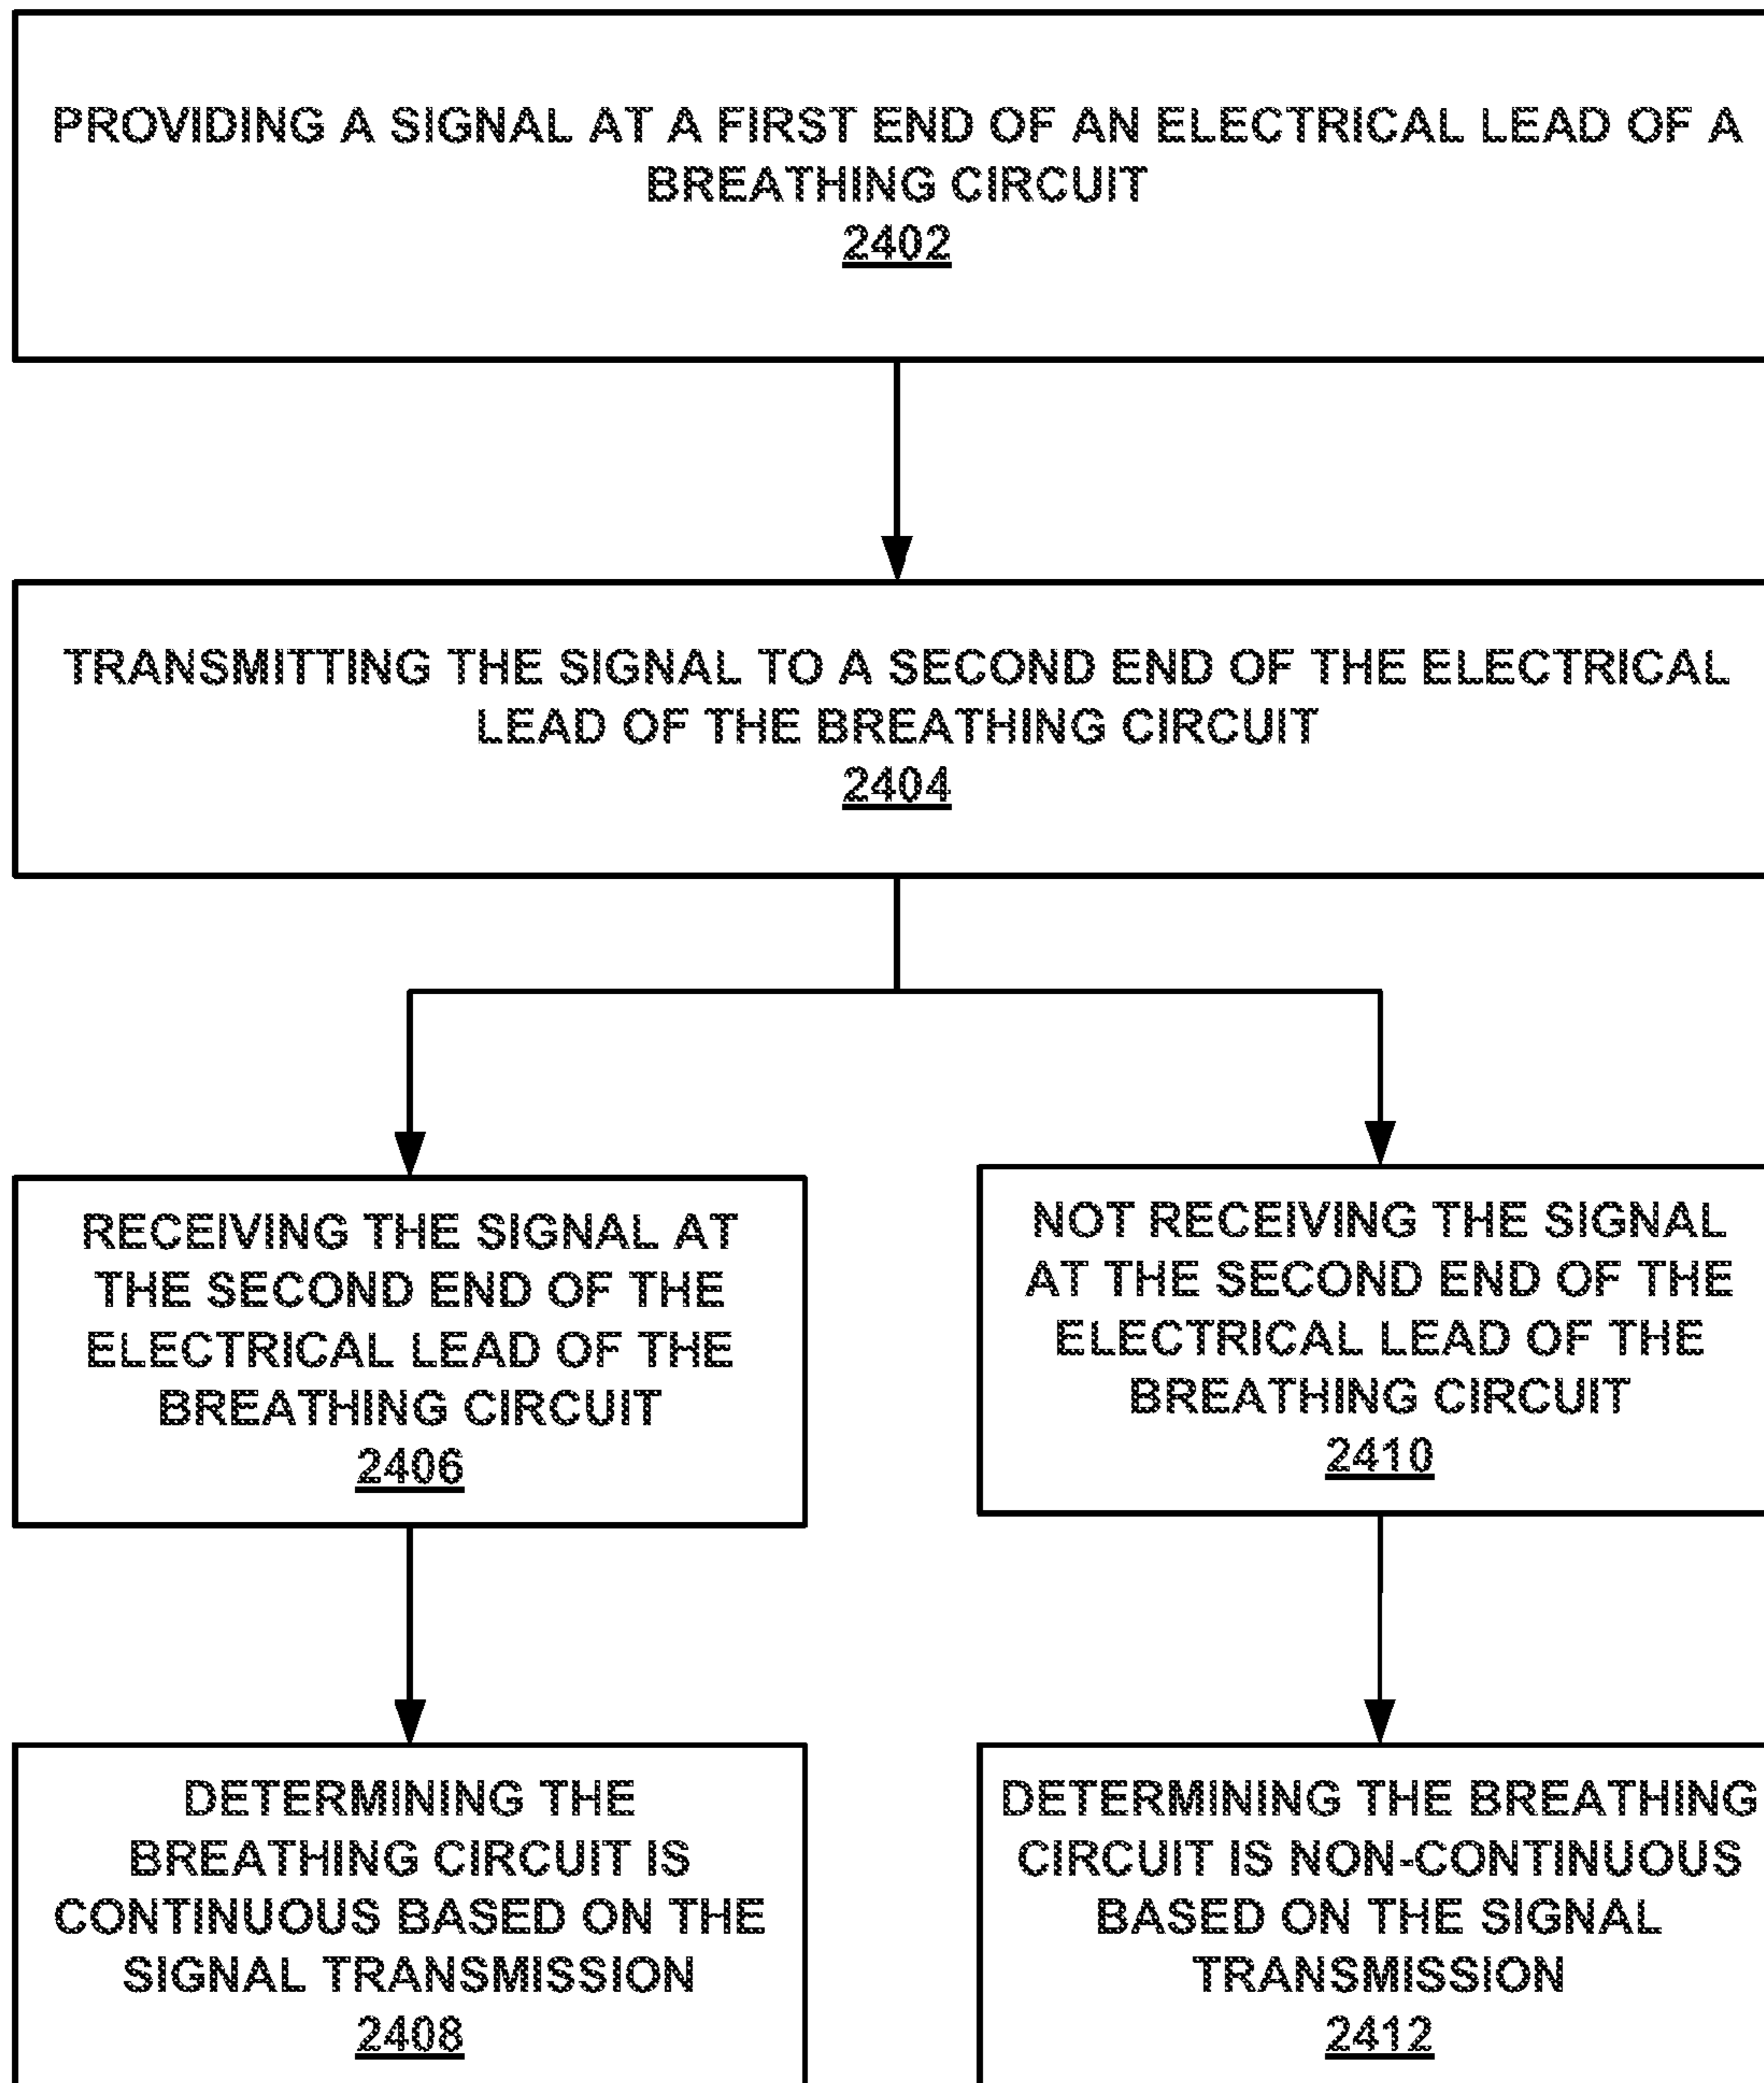 PROVIDING A SIGNAL AT A FIRST END OF AN ELECTRICAL LEAD OF A
BREATHING CIRCUIT
2402
TRANSMITTING THE SIGNAL TO A SECOND END OF THE ELECTRICAL
LEAD OF THE BREATHING CIRCUIT
2404
RECEIVING THE SIGNAL AT
THE SECOND END OF THE
ELECTRICAL LEAD OF THE
BREATHING CIRCUIT
2406
NOT RECEIVING THE SIGNAL
AT THE SECOND END OF THE
ELECTRICAL LEAD OF THE
BREATHING CIRCUIT
2410
DETERMINING THE
BREATHING CIRCUIT IS
CONTINUOUS BASED ON THE
SIGNAL TRANSMISSION
2408
DETERMINING THE BREATHING
CIRCUIT IS NON-CONTINUOUS
BASED ON THE SIGNAL
TRANSMISSION
2412